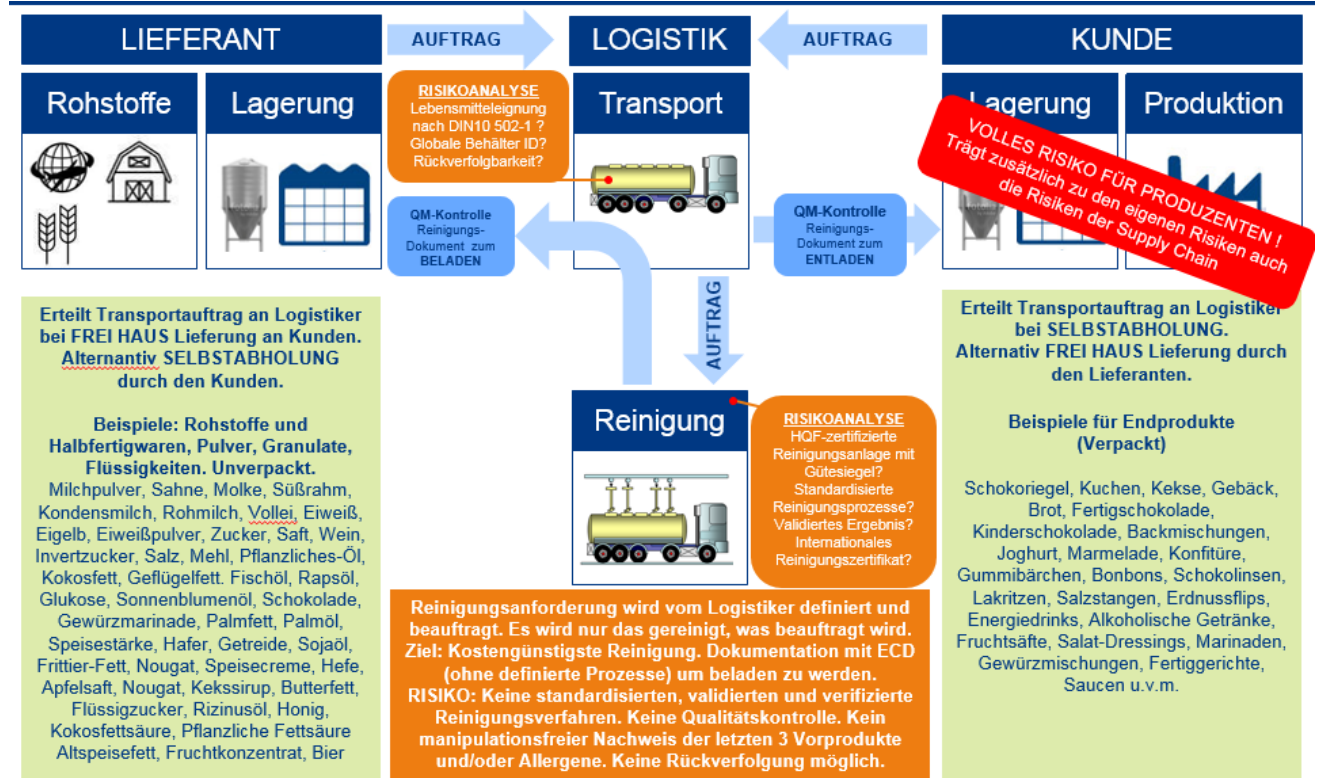 LIEFERANT
AUFTRAG
LOGISTIK
AUFTRAG
KUNDE
Rohstoffe
Lagerung
RISIKOANALYSE
Lebensmitteleignung
nach DIN10 502-1 ?
Globale Behälter ID?
Rückverfolgbarkeit?
Transport
Lagerung
Produktion
VOLLES RISIKO FÜR PRODUZENTEN !
Trägt zusätzlich zu den eigenen Risiken auch
die Risiken der Supply Chain
QM-Kontrolle
Reinigungs-
Dokument zum
BELADEN
QM-Kontrolle
Reinigungs-
Dokument zum
ENTLADEN
AUFTRAG
Erteilt Transportauftrag an Logistiker
bei FREI HAUS Lieferung an Kunden.
Alternantiv SELBSTABHOLUNG
durch den Kunden.
Beispiele: Rohstoffe und
Halbfertigwaren, Pulver, Granulate,
Flüssigkeiten. Unverpackt.
Milchpulver, Sahne, Molke, Süßrahm,
Kondensmilch, Rohmilch, Vollei, Eiweiß,
Eigelb, Eiweißpulver, Zucker, Saft, Wein,
Invertzucker, Salz, Mehl, Pflanzliches-Öl,
Kokosfett, Geflügelfett. Fischöl, Rapsöl,
Glukose, Sonnenblumenöl, Schokolade,
Gewürzmarinade, Palmfett, Palmöl,
Speisestärke, Hafer, Getreide, Sojaöl,
Frittier-Fett, Nougat, Speisecreme, Hefe,
Apfelsaft, Nougat, Kekssirup, Butterfett,
Flüssigzucker, Rizinusöl, Honig,
Kokosfettsäure, Pflanzliche Fettsäure
Altspeisefett, Fruchtkonzentrat, Bier
Reinigung
RISIKOANALYSE
HQF-zertifizierte
Reinigungsanlage mit
Gütesiegel?
Standardisierte
Reinigungsprozesse?
Validiertes Ergebnis?
Internationales
Reinigungszertifikat?
Reinigungsanforderung wird vom Logistiker definiert und
beauftragt. Es wird nur das gereinigt, was beauftragt wird.
Ziel: Kostengünstigste Reinigung. Dokumentation mit ECD
(ohne definierte Prozesse) um beladen zu werden.
RISIKO: Keine standardisierten, validierten und verifizierte
Reinigungsverfahren. Keine Qualitätskontrolle. Kein
manipulationsfreier Nachweis der letzten 3 Vorprodukte
und/oder Allergene. Keine Rückverfolgung möglich.
Erteilt Transportauftrag an Logistiker
bei SELBSTABHOLUNG.
Alternativ FREI HAUS Lieferung durch
den Lieferanten.
Beispiele für Endprodukte
(Verpackt)
Schokoriegel, Kuchen, Kekse, Gebäck,
Brot, Fertigschokolade,
Kinderschokolade, Backmischungen,
Joghurt, Marmelade, Konfitüre,
Gummibärchen, Bonbons, Schokolinsen,
Lakritzen, Salzstangen, Erdnussflips,
Energiedrinks, Alkoholische Getränke,
Fruchtsäfte, Salat-Dressings, Marinaden,
Gewürzmischungen, Fertiggerichte,
Saucen u.v.m.